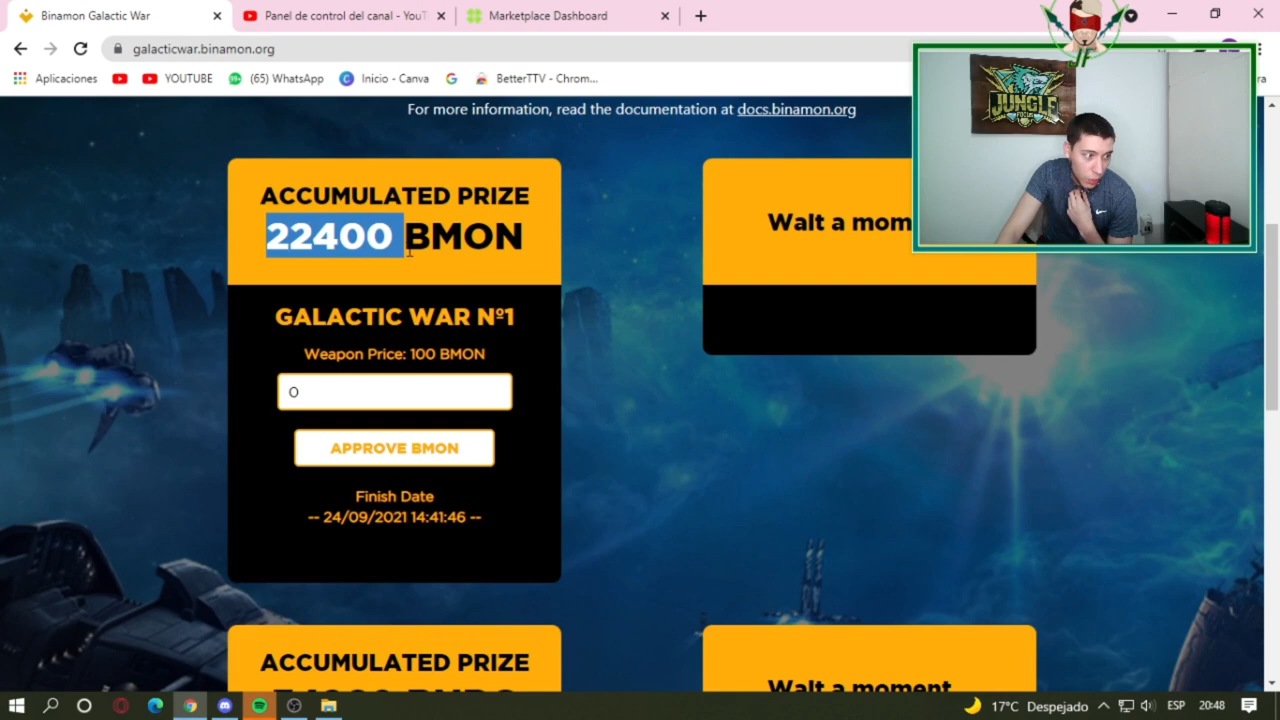 Binamon Galactic War
Panel de control del canal - YouT
Marketplace Dashboard
galacticwar.binamon.org
Aplicaciones
YOUTUBE
(65) WhatsApp
Inicio - Canva
BetterTTV - Chrom...
For more information, read the documentation at docs.binamon.org
ACCUMULATED PRIZE
22400 BMON
GALACTIC WAR Nº1
Weapon Price: 100 BMON
0
APPROVE BMON
Finish Date
-- 24/09/2021 14:41:46 --
Wait a mom
JUNGLE
FOCUS
ACCUMULATED PRIZE
Wait a moment
17°C Despejado
ESP
20:48